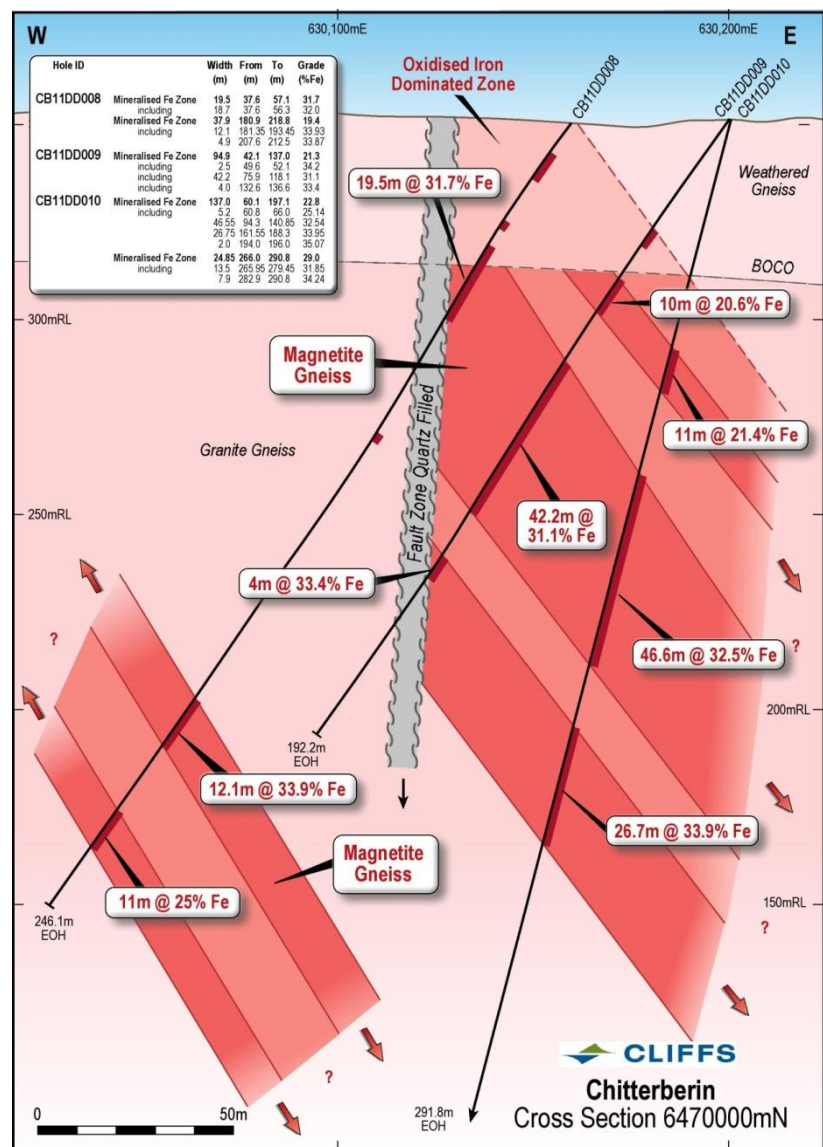 W
630,100mE
630,200mE
E
Hole ID Width From To Grade
(m) (m) (m) (%Fe)
CB11DD008 Mineralised Fe Zone 19.5 37.6 57.1 31.7
including 18.7 37.6 56.3 32.0
Mineralised Fe Zone 37.9 180.9 218.8 19.4
including 12.1 181.35 193.45 33.93
4.9 207.6 212.5 33.87
CB11DD009 Mineralised Fe Zone 94.9 42.1 137.0 21.3
including 2.5 49.6 52.1 34.2
including 42.2 75.9 118.1 31.1
including 4.0 132.6 136.6 33.4
CB11DD010 Mineralised Fe Zone 137.0 60.1 197.1 22.8
including 5.2 60.8 66.0 25.14
46.55 94.3 140.85 32.54
26.75 161.55 188.3 33.95
2.0 194.0 196.0 35.07
Mineralised Fe Zone 24.85 266.0 290.8 29.0
including 13.5 265.95 279.45 31.85
7.9 282.9 290.8 34.24
Oxidised Iron
Dominated Zone
CB11DD008
CB11DD009
CB11DD010
19.5m @ 31.7% Fe
Weathered
Gneiss
BOCO
10m @ 20.6% Fe
300mRL
Magnetite
Gneiss
11m @ 21.4% Fe
Granite Gneiss
Fault Zone Quartz Filled
250mRL
42.2m @
31.1% Fe
4m @ 33.4% Fe
?
?
46.6m @ 32.5% Fe
200mRL
192.2m
EOH
12.1m @ 33.9% Fe
26.7m @ 33.9% Fe
Magnetite
Gneiss
11m @ 25% Fe
150mRL
246.1m
EOH
?
?
CLIFFS
Chitterberin
Cross Section 6470000mN
0
50m
291.8m
EOH